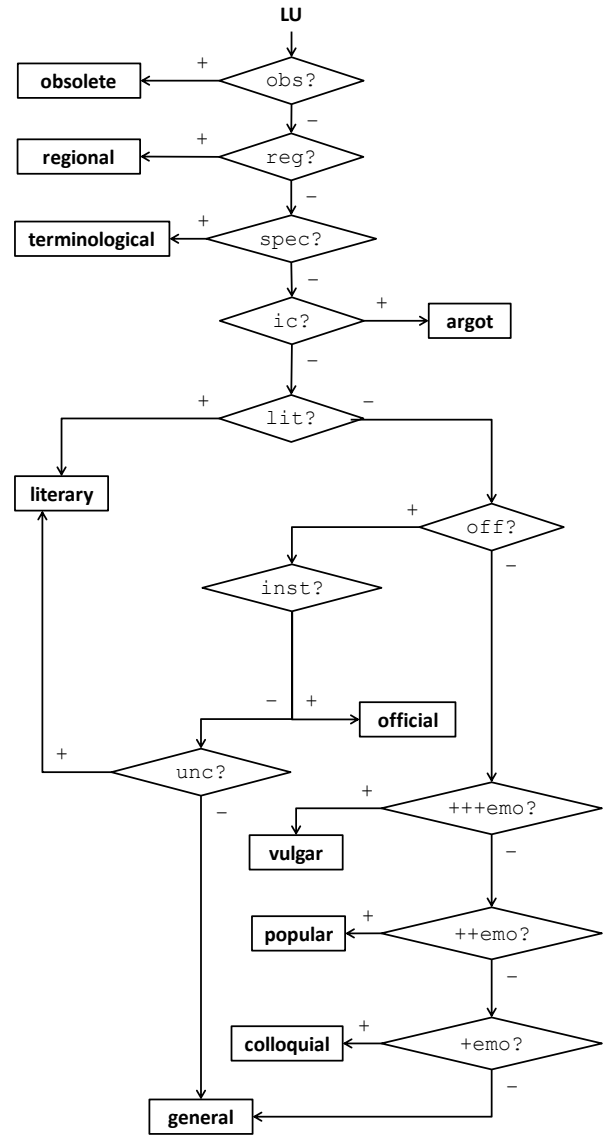 LU
+
obs?
obsolete
−
+
reg?
regional
−
+
spec?
terminological
−
+
ic?
argot
−
+
lit?
−
literary
+
off?
−
inst?
−
+
official
+
unc?
−
+
+++emo?
vulgar
−
popular
+
++emo?
−
colloquial
+
+emo?
−
general